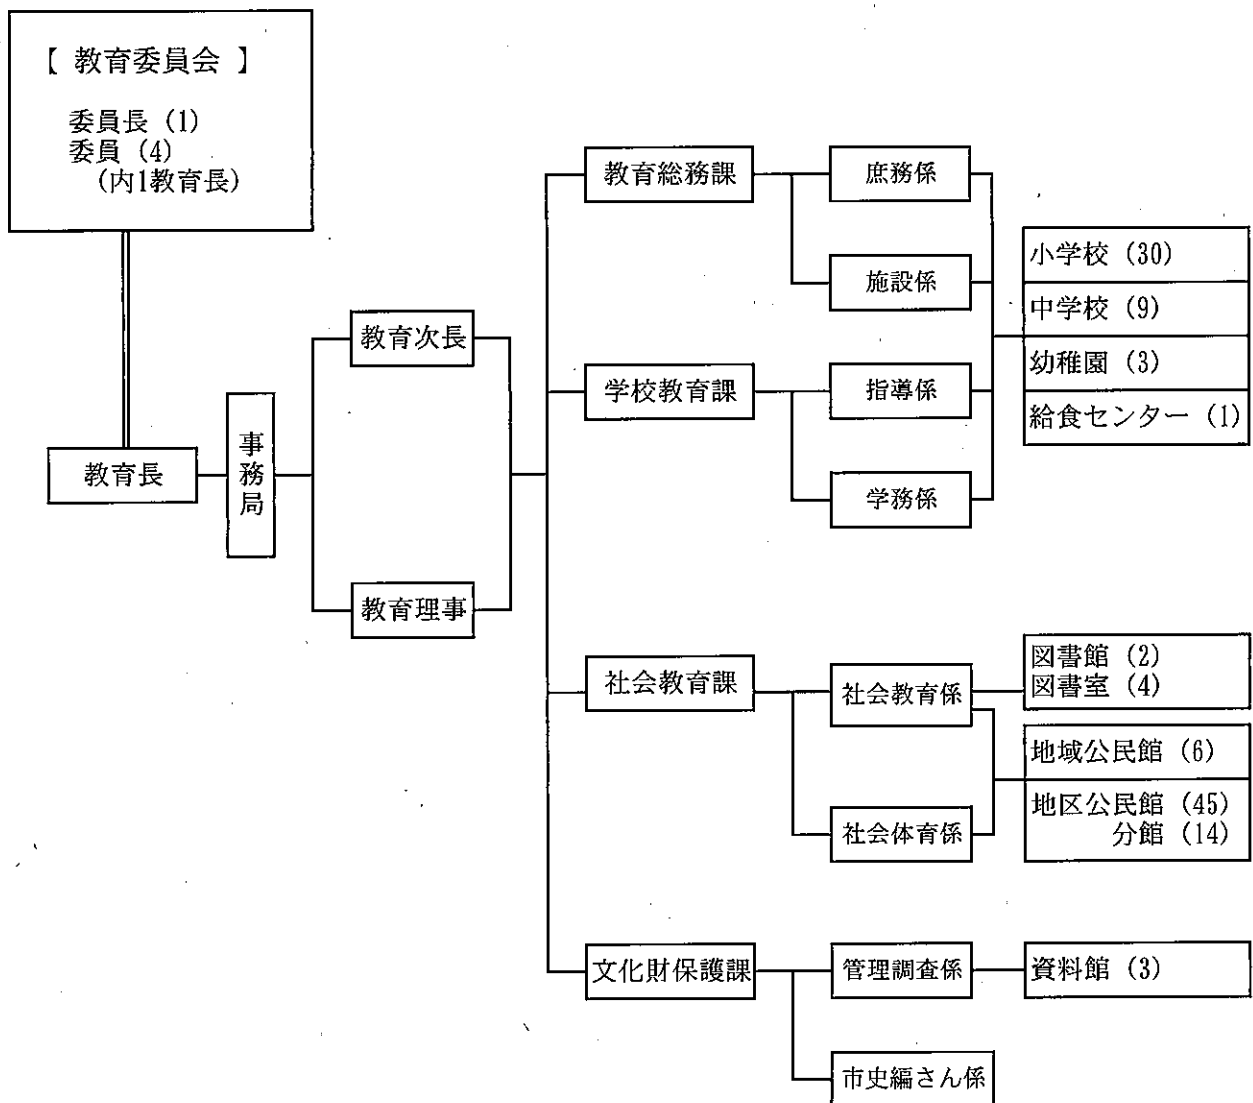 【 教育委員会 】
委員長 (1)
委員 (4)
(内1教育長)
教育長
事務局
教育次長
教育理事
教育総務課
庶務係
施設係
学校教育課
指導係
学務係
小学校 (30)
中学校 (9)
幼稚園 (3)
給食センター (1)
社会教育課
社会教育係
社会体育係
図書館 (2)
図書室 (4)
地域公民館 (6)
地区公民館 (45)
分館 (14)
文化財保護課
管理調査係
市史編さん係
資料館 (3)